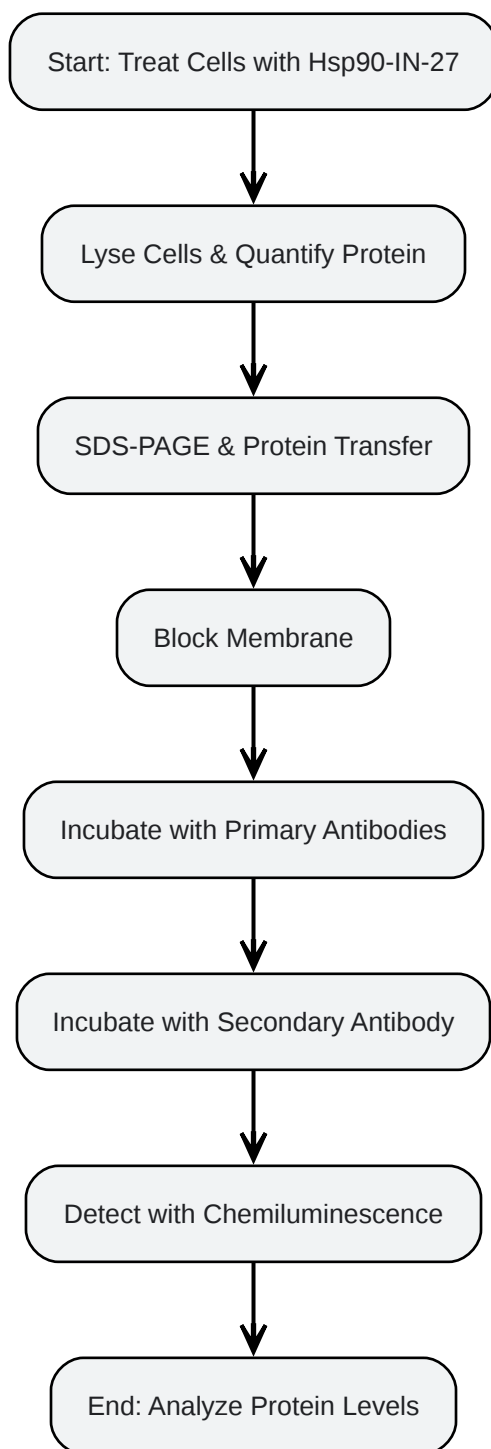 Start: Treat Cells with Hsp90-IN-27
Lyse Cells & Quantify Protein
SDS-PAGE & Protein Transfer
Block Membrane
Incubate with Primary Antibodies
Incubate with Secondary Antibody
Detect with Chemiluminescence
End: Analyze Protein Levels